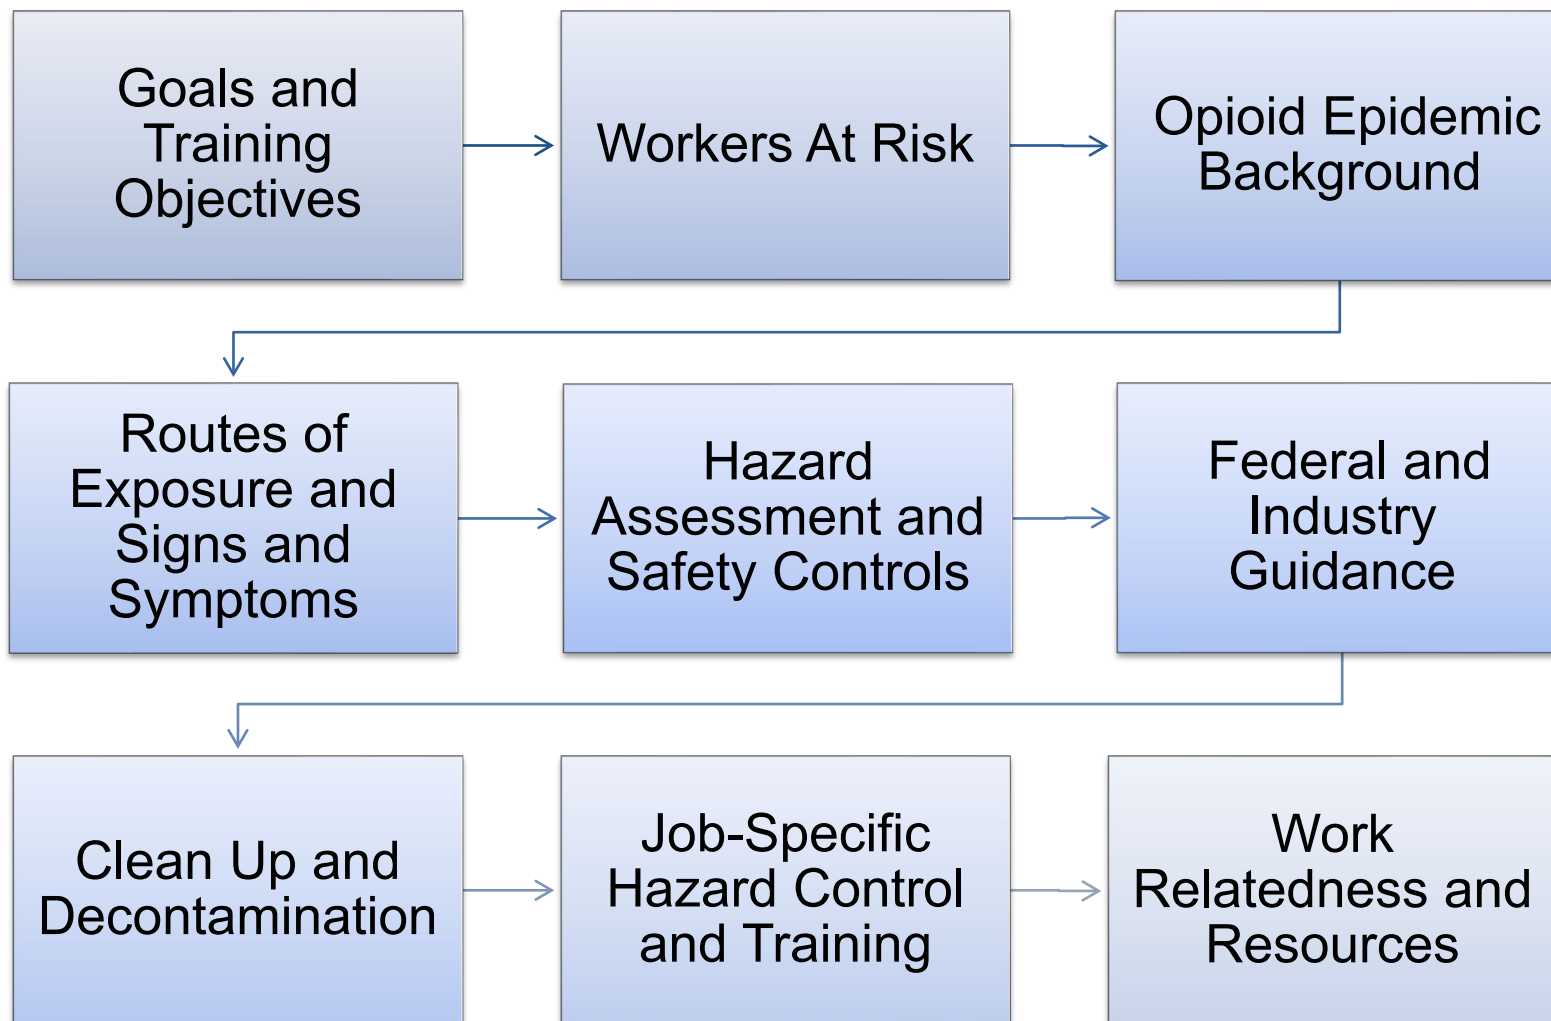 Goals and
Training
Objectives
Workers At Risk
Opioid Epidemic
Background
Routes of
Exposure and
Signs and
Symptoms
Hazard
Assessment and
Safety Controls
Federal and
Industry
Guidance
Clean Up and
Decontamination
Job-Specific
Hazard Control
and Training
Work
Relatedness and
Resources